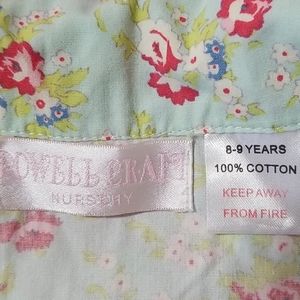 POWELL CRAFT
NURSERY
8-9 YEARS
100% COTTON
KEEP AWAY
FROM FIRE